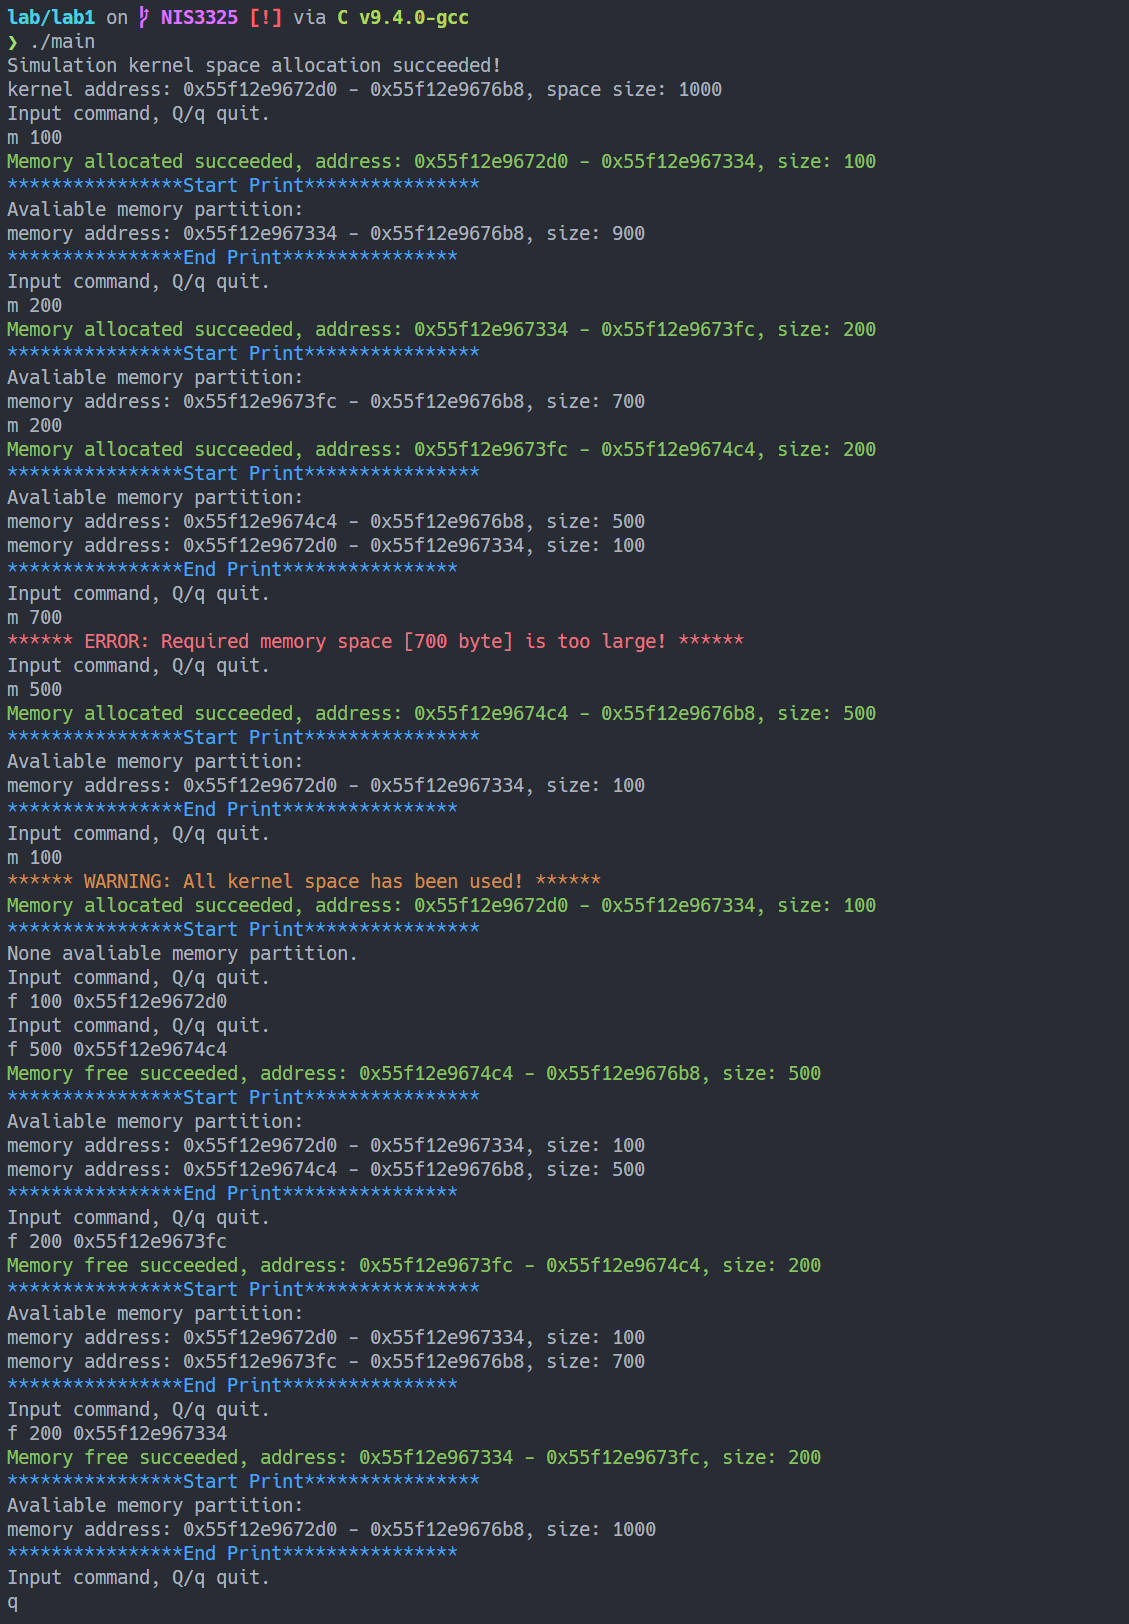 lab/lab1 on NIS3325 [!] via C v9.4.0-gcc
❯ ./main
Simulation kernel space allocation succeeded!
kernel address: 0x55f12e9672d0 - 0x55f12e9676b8, space size: 1000
Input command, Q/q quit.
m 100
Memory allocated succeeded, address: 0x55f12e9672d0 - 0x55f12e967334, size: 100
****************Start Print****************
Avaliable memory partition:
memory address: 0x55f12e967334 - 0x55f12e9676b8, size: 900
****************End Print****************
Input command, Q/q quit.
m 200
Memory allocated succeeded, address: 0x55f12e967334 - 0x55f12e9673fc, size: 200
****************Start Print****************
Avaliable memory partition:
memory address: 0x55f12e9673fc - 0x55f12e9676b8, size: 700
m 200
Memory allocated succeeded, address: 0x55f12e9673fc - 0x55f12e9674c4, size: 200
****************Start Print****************
Avaliable memory partition:
memory address: 0x55f12e9674c4 - 0x55f12e9676b8, size: 500
memory address: 0x55f12e9672d0 - 0x55f12e967334, size: 100
****************End Print****************
Input command, Q/q quit.
m 700
****** ERROR: Required memory space [700 byte] is too large! ******
Input command, Q/q quit.
m 500
Memory allocated succeeded, address: 0x55f12e9674c4 - 0x55f12e9676b8, size: 500
****************Start Print****************
Avaliable memory partition:
memory address: 0x55f12e9672d0 - 0x55f12e967334, size: 100
****************End Print****************
Input command, Q/q quit.
m 100
****** WARNING: All kernel space has been used! ******
Memory allocated succeeded, address: 0x55f12e9672d0 - 0x55f12e967334, size: 100
****************Start Print****************
None avaliable memory partition.
Input command, Q/q quit.
f 100 0x55f12e9672d0
Input command, Q/q quit.
f 500 0x55f12e9674c4
Memory free succeeded, address: 0x55f12e9674c4 - 0x55f12e9676b8, size: 500
****************Start Print****************
Avaliable memory partition:
memory address: 0x55f12e9672d0 - 0x55f12e967334, size: 100
memory address: 0x55f12e9674c4 - 0x55f12e9676b8, size: 500
****************End Print****************
Input command, Q/q quit.
f 200 0x55f12e9673fc
Memory free succeeded, address: 0x55f12e9673fc - 0x55f12e9674c4, size: 200
****************Start Print****************
Avaliable memory partition:
memory address: 0x55f12e9672d0 - 0x55f12e967334, size: 100
memory address: 0x55f12e9673fc - 0x55f12e9676b8, size: 700
****************End Print****************
Input command, Q/q quit.
f 200 0x55f12e967334
Memory free succeeded, address: 0x55f12e967334 - 0x55f12e9673fc, size: 200
****************Start Print****************
Avaliable memory partition:
memory address: 0x55f12e9672d0 - 0x55f12e9676b8, size: 1000
****************End Print****************
Input command, Q/q quit.
q